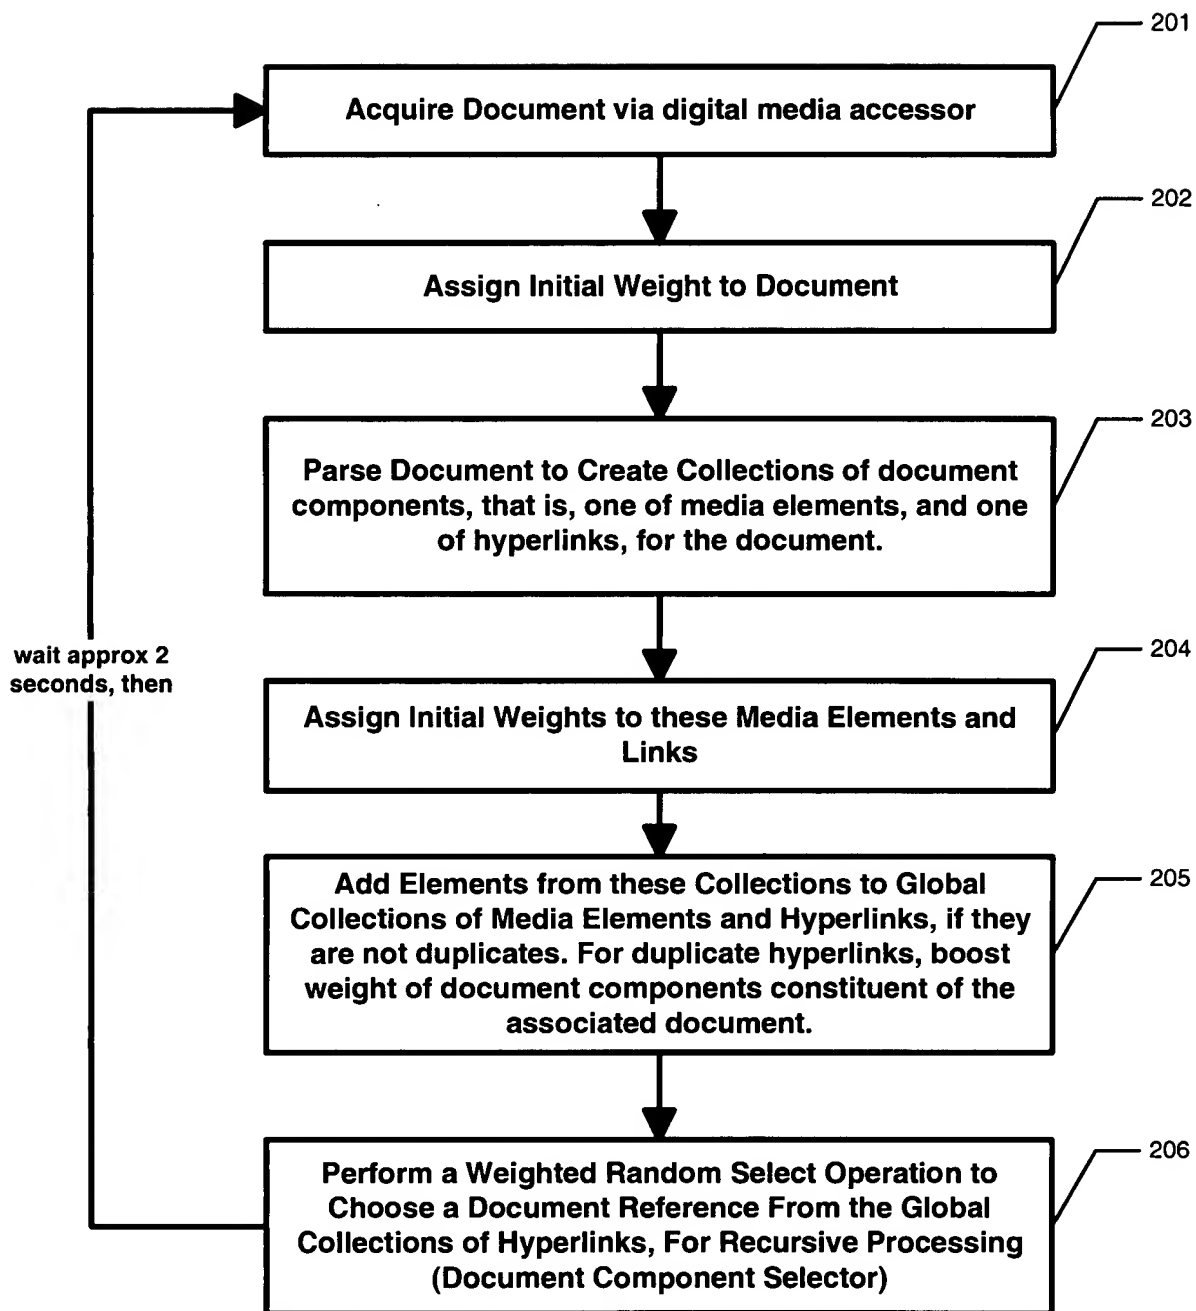 201
Acquire Document via digital media accessor
202
Assign Initial Weight to Document
203
Parse Document to Create Collections of document
components, that is, one of media elements, and one
of hyperlinks, for the document.
wait approx 2
seconds, then
204
Assign Initial Weights to these Media Elements and
Links
205
Add Elements from these Collections to Global
Collections of Media Elements and Hyperlinks, if they
are not duplicates. For duplicate hyperlinks, boost
weight of document components constituent of the
associated document.
206
Perform a Weighted Random Select Operation to
Choose a Document Reference From the Global
Collections of Hyperlinks, For Recursive Processing
(Document Component Selector)